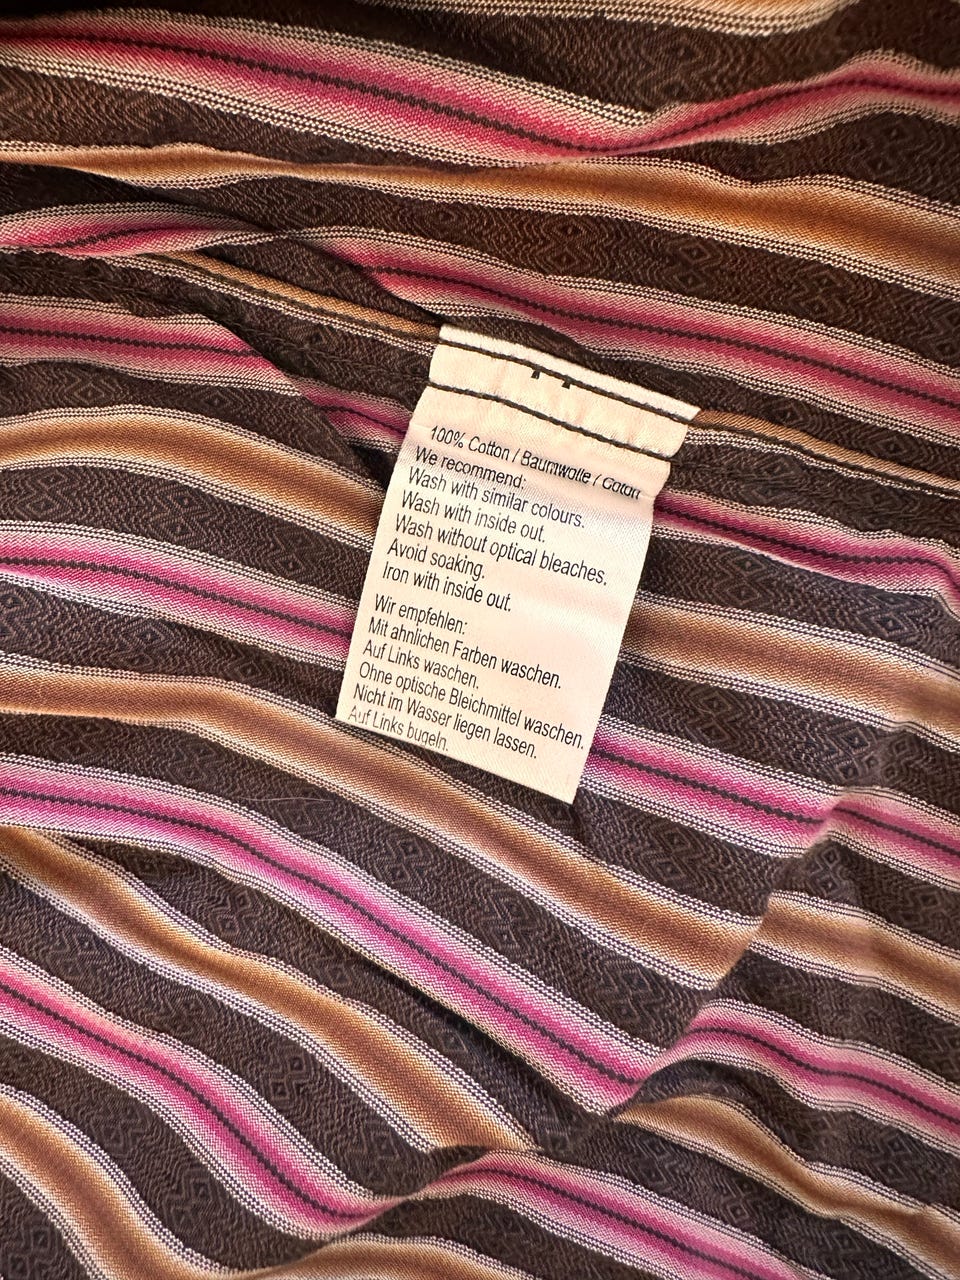 100% Cotton / Baumwolle / Coton
We recommend:
Wash with similar colours.
Wash with inside out.
Wash without optical bleaches.
Avoid soaking.
Iron with inside out.
Wir empfehlen:
Mit ahnlichen Farben waschen.
Auf Links waschen.
Ohne optische Bleichmittel waschen.
Nicht im Wasser liegen lassen.
Auf Links bugeln.